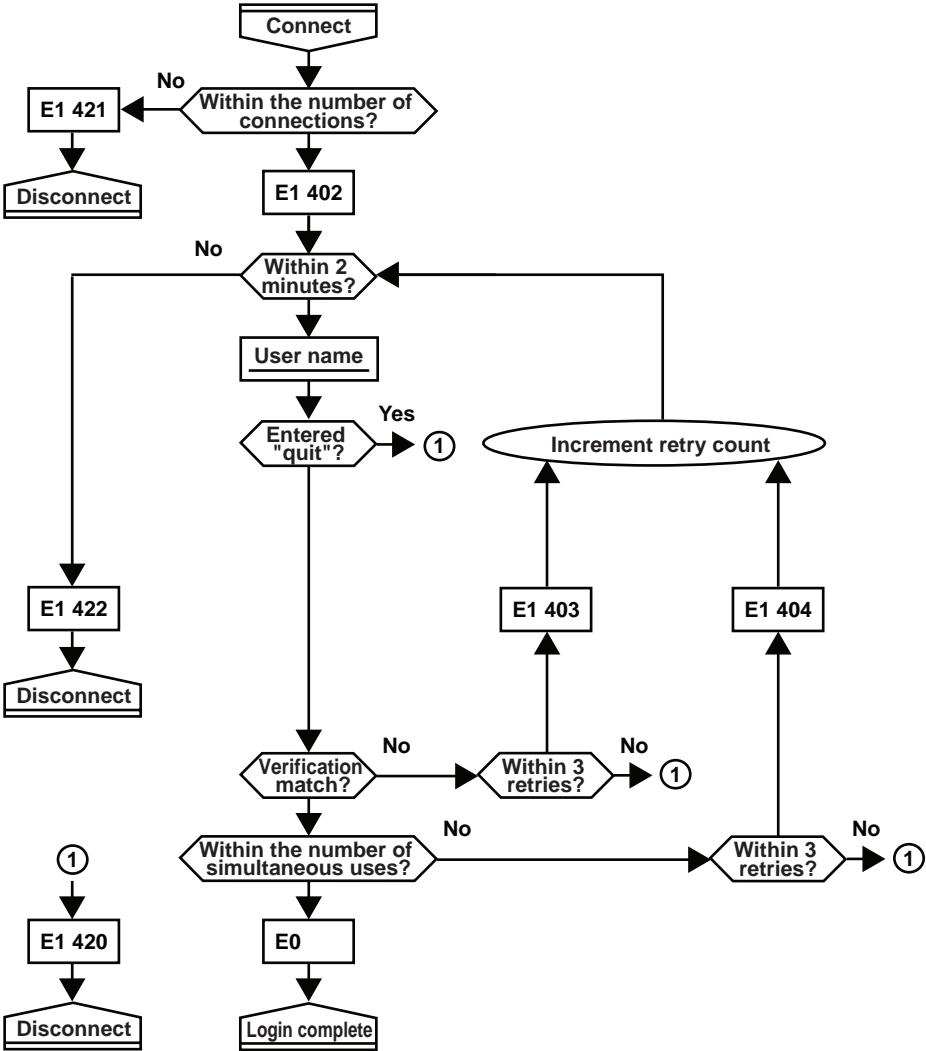 Connect
No
Within the number of
connections?
E1 421
Disconnect
E1 402
No
Within 2
minutes?
User name
Yes
Entered
"quit"?
1
Increment retry count
E1 422
Disconnect
E1 403
E1 404
Verification
match?
No
Within 3
retries?
No
1
Within the number of
simultaneous uses?
No
Within 3
retries?
No
1
1
E1 420
Disconnect
E0
Login complete